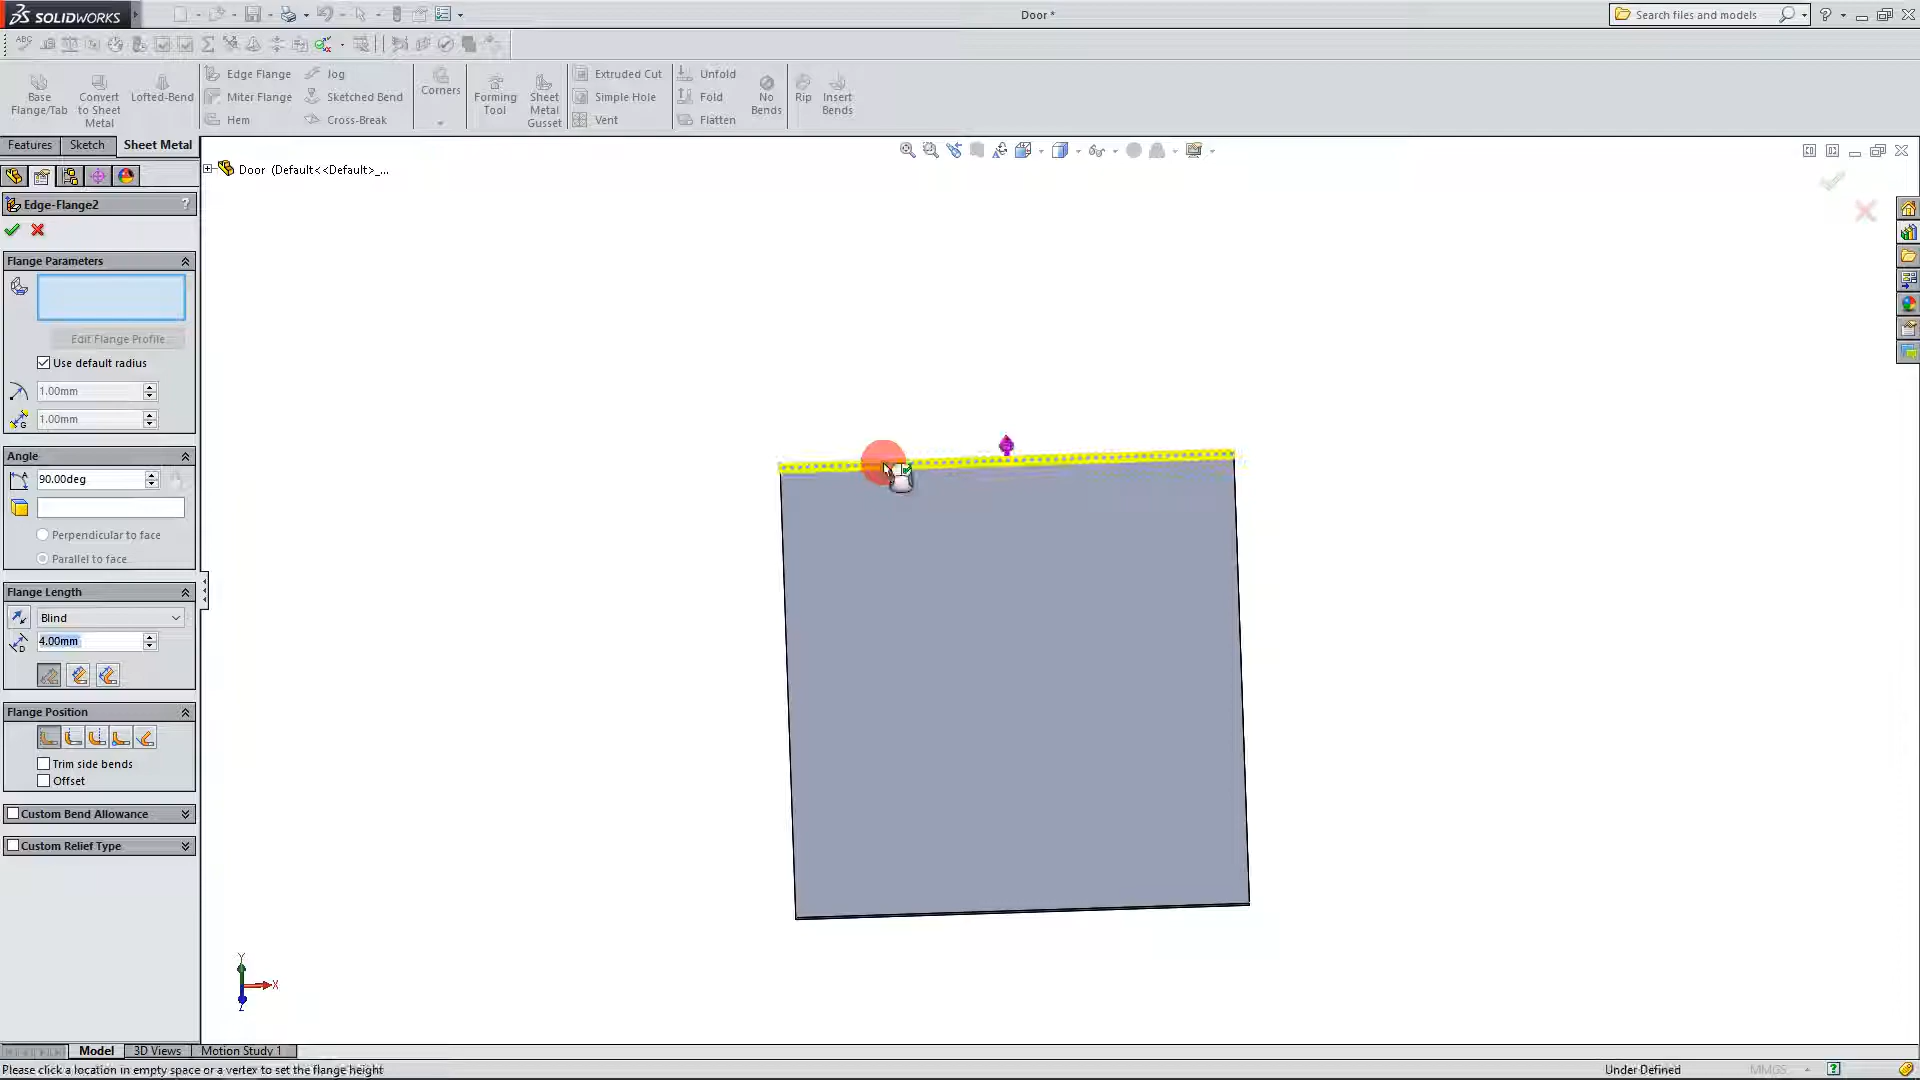 SOLIDWORKS
Door *
Search files and models
Base Flange/Tab
Convert to Sheet Metal
Lofted-Bend
Edge Flange
Miter Flange
Hem
Jog
Sketched Bend
Cross-Break
Corners
Forming Tool
Sheet Metal Gusset
Extruded Cut
Simple Hole
Vent
Unfold
Fold
Flatten
No Bends
Rip
Insert Bends
Features
Sketch
Sheet Metal
Door (Default<<Default>_...
Edge-Flange2
?
Flange Parameters
Edit Flange Profile
Use default radius
1.00mm
1.00mm
Angle
90.00deg
Perpendicular to face
Parallel to face
Flange Length
Blind
4.00mm
Flange Position
Trim side bends
Offset
Custom Bend Allowance
Custom Relief Type
Y
X
Z
Model
3D Views
Motion Study 1
Please click a location in empty space or a vertex to set the flange height
Under Defined
MMGS